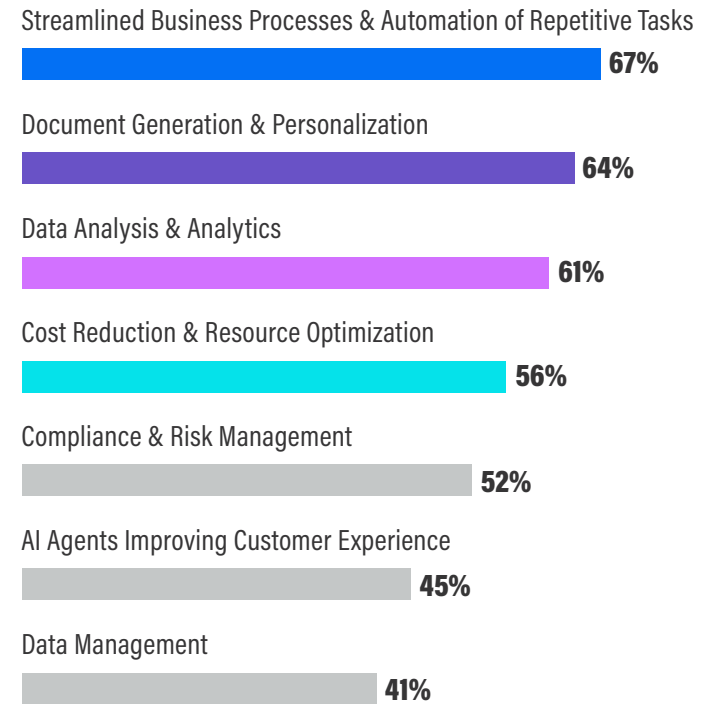 Streamlined Business Processes & Automation of Repetitive Tasks
67%
Document Generation & Personalization
64%
Data Analysis & Analytics
61%
Cost Reduction & Resource Optimization
56%
Compliance & Risk Management
52%
AI Agents Improving Customer Experience
45%
Data Management
41%